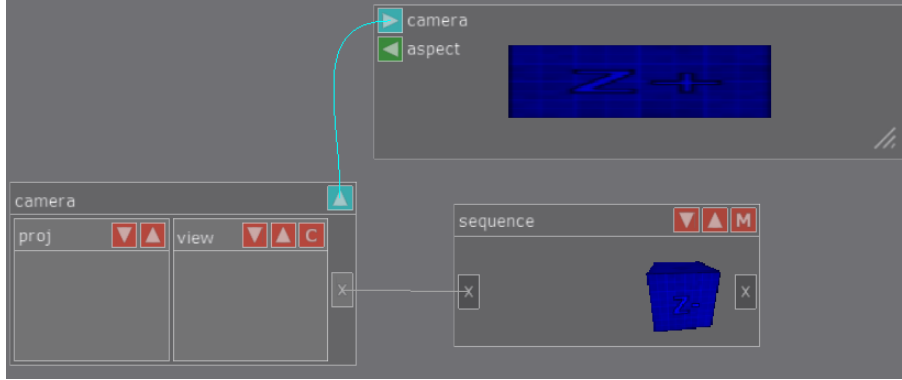 camera
aspect
Z +
camera
proj
view
C
X
sequence
M
X
Z+
X